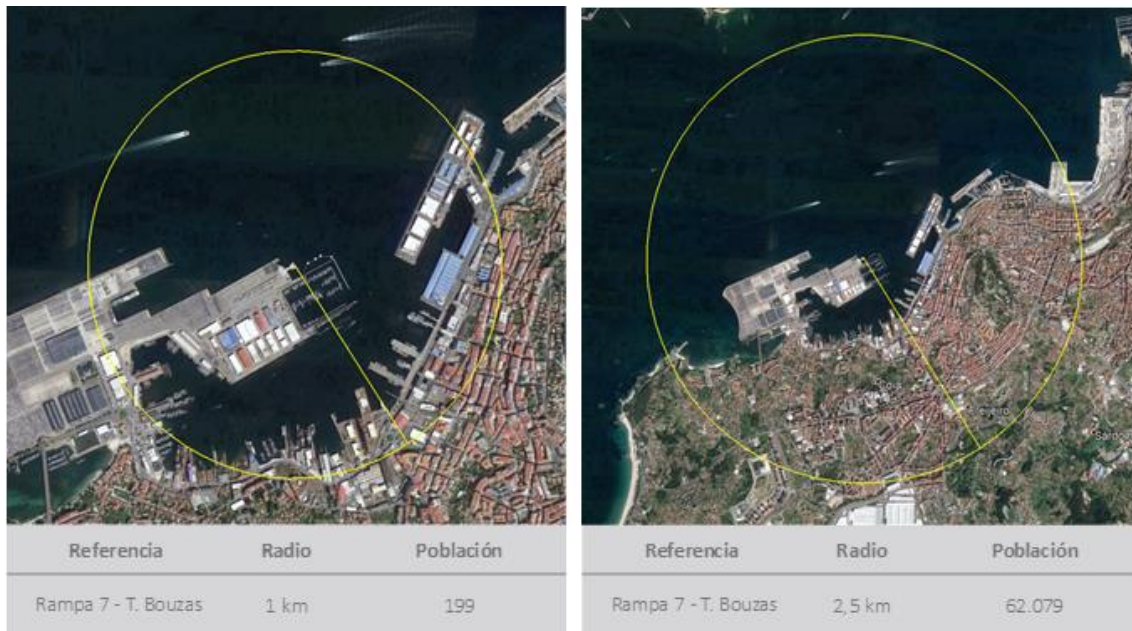 Referencia Radio Población
Rampa 7 - T. Bouzas 1 km 199
Referencia Radio Población
Rampa 7 - T. Bouzas 2,5 km 62.079